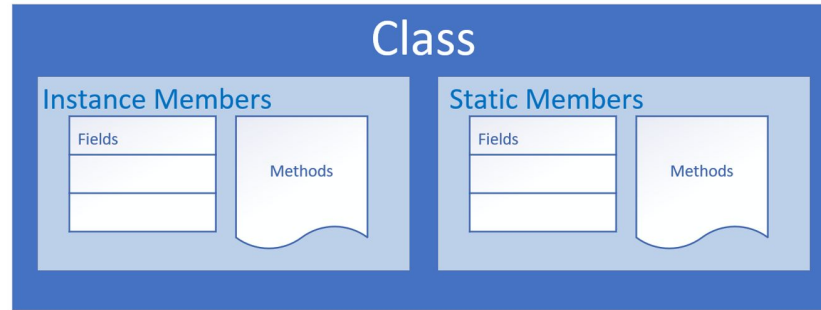 Class
Instance Members
Fields
Methods
Static Members
Fields
Methods